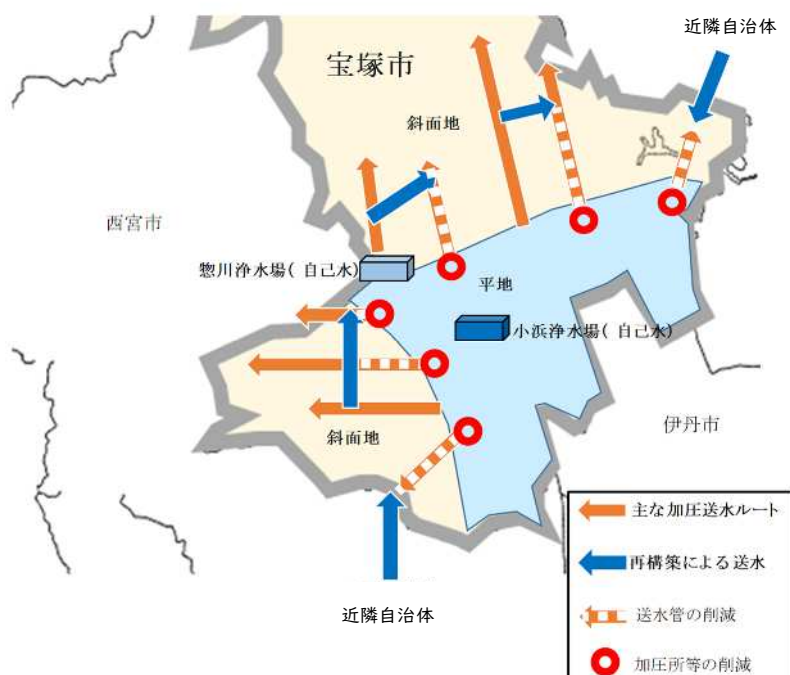 近隣自治体
宝塚市
斜面地
西宮市
惣川浄水場( 自己水)
平地
小浜浄水場( 自己水)
斜面地
伊丹市
近隣自治体
主な加圧送水ルート
再構築による送水
送水管の削減
加圧所等の削減